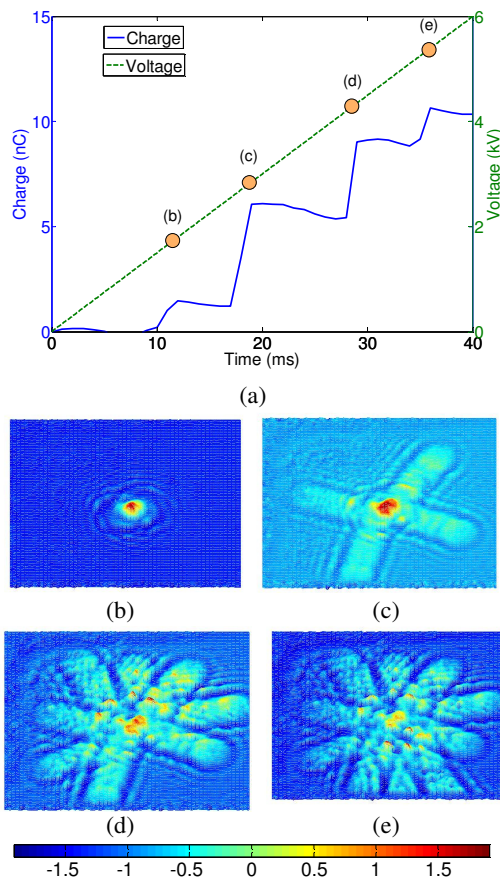 15
10
5
0
Charge (nC)
Charge
Voltage
(b)
(c)
(d)
(e)
6
4
2
0
Voltage (kV)
0
10
20
30
40
Time (ms)
(a)
(b)
(c)
(d)
(e)
-1.5
-1
-0.5
0
0.5
1
1.5